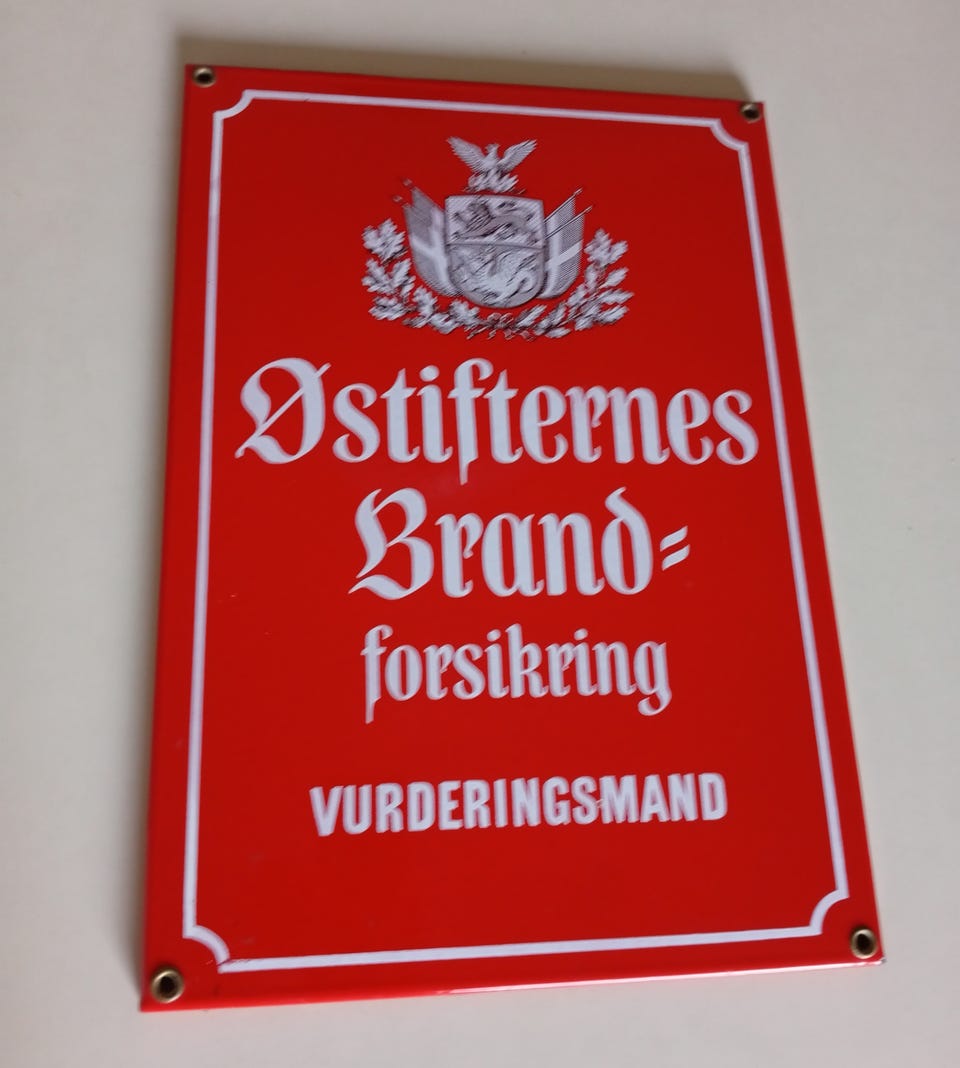 Østifternes
Brand=
forsikring
VURDERINGSMAND